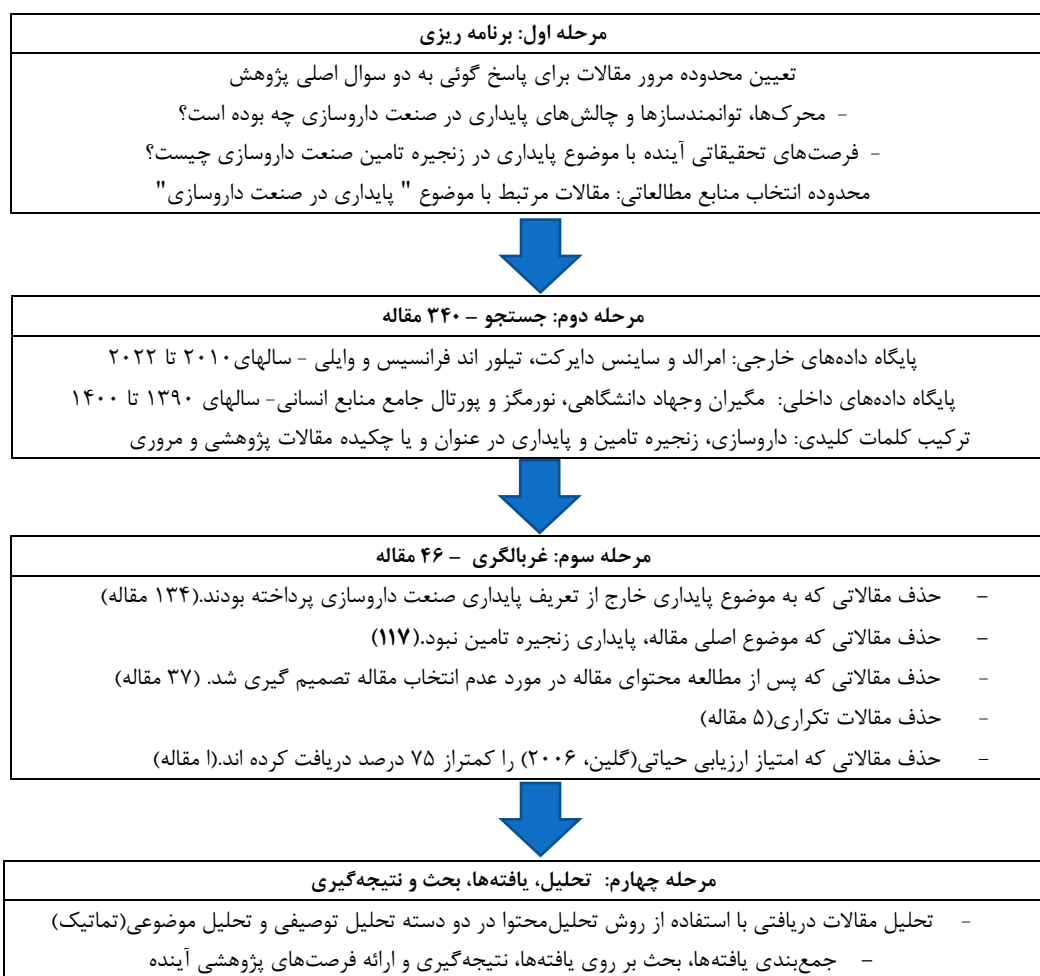 مرحله اول: برنامه ریزی
تعیین محدوده مرور مقالات برای پاسخ گوئی به دو سوال اصلی پژوهش
- محرک‌ها، توانمندسازها و چالش‌های پایداری در صنعت داروسازی چه بوده است؟
- فرصت‌های تحقیقاتی آینده با موضوع پایداری در زنجیره تامین صنعت داروسازی چیست؟
محدوده انتخاب منابع مطالعاتی: مقالات مرتبط با موضوع " پایداری در صنعت داروسازی"
مرحله دوم: جستجو – ۳۴۰ مقاله
پایگاه داده‌های خارجی: امرالد و ساینس دایرکت، تیلور اند فرانسیس و وایلی - سالهای۲۰۱۰ تا ۲۰۲۲
پایگاه داده‌های داخلی: مگیران وجهاد دانشگاهی، نورمگز و پورتال جامع منابع انسانی- سالهای ۱۳۹۰ تا ۱۴۰۰
ترکیب کلمات کلیدی: داروسازی، زنجیره تامین و پایداری در عنوان و یا چکیده مقالات پژوهشی و مروری
مرحله سوم: غربالگری – ۴۶ مقاله
- حذف مقالاتی که به موضوع پایداری خارج از تعریف پایداری صنعت داروسازی پرداخته بودند.(۱۳۴ مقاله)
- حذف مقالاتی که موضوع اصلی مقاله، پایداری زنجیره تامین نبود.(۱۱۷)
- حذف مقالاتی که پس از مطالعه محتوای مقاله در مورد عدم انتخاب مقاله تصمیم گیری شد. (۳۷ مقاله)
- حذف مقالات تکراری(۵ مقاله)
- حذف مقالاتی که امتیاز ارزیابی حیاتی(گلین، ۲۰۰۶) را کمتراز ۷۵ درصد دریافت کرده اند.(ا مقاله)
مرحله چهارم: تحلیل، یافته‌ها، بحث و نتیجه‌گیری
- تحلیل مقالات دریافتی با استفاده از روش تحلیل‌محتوا در دو دسته تحلیل توصیفی و تحلیل موضوعی(تماتیک)
- جمع‌بندی یافته‌ها، بحث بر روی یافته‌ها، نتیجه‌گیری و ارائه فرصت‌های پژوهشی آینده